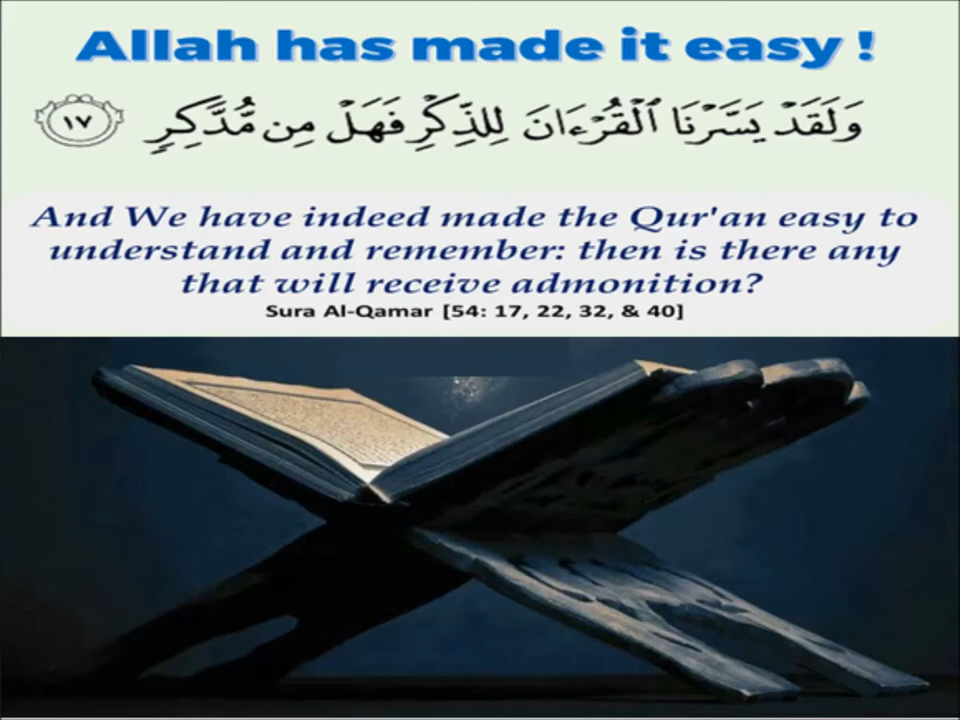 Allah has made it easy !
وَلَقَدْ يَسَّرْنَا ٱلْقُرْءَانَ لِلذِّكْرِ فَهَلْ مِن مُّدَّكِرٍ ١٧
And We have indeed made the Qur'an easy to
understand and remember: then is there any
that will receive admonition?
Sura Al-Qamar [54: 17, 22, 32, & 40]